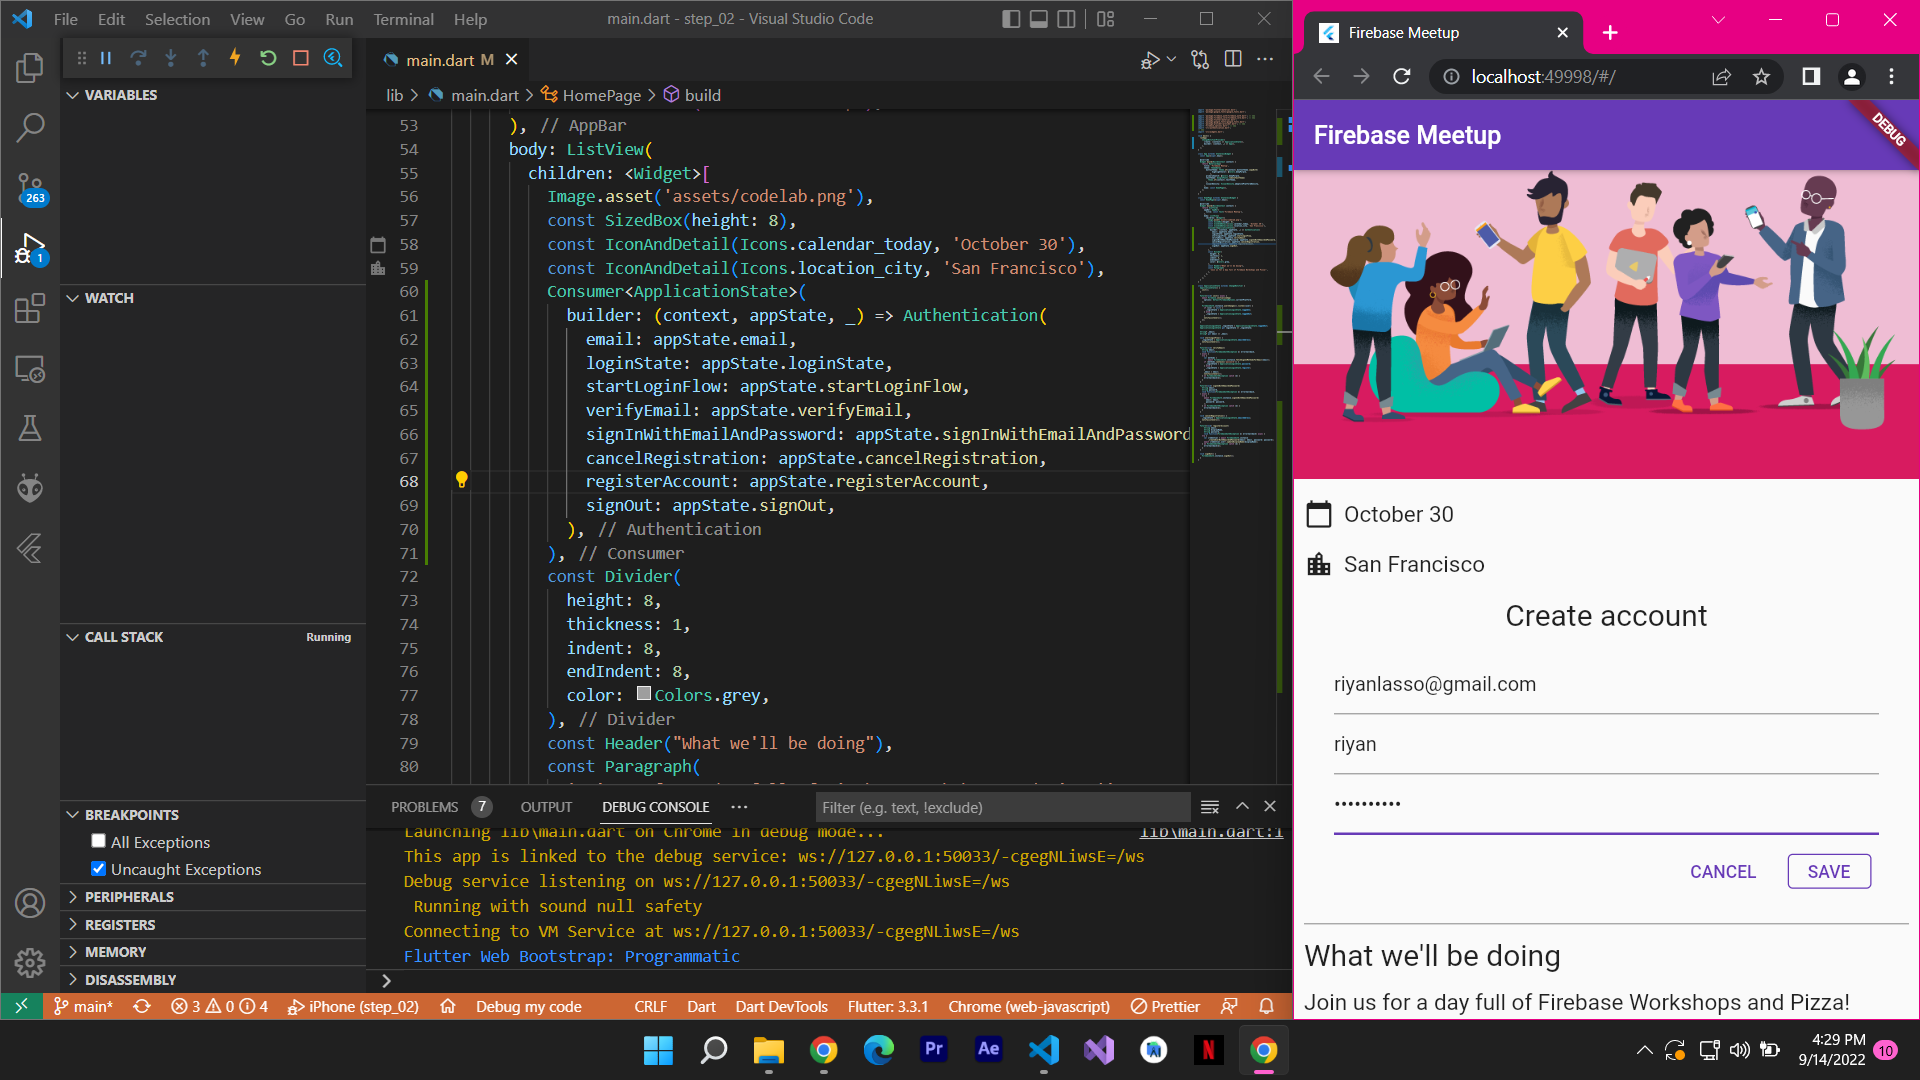 File Edit Selection View Go Run Terminal Help
main.dart - step_02 - Visual Studio Code
VARIABLES
WATCH
CALL STACK Running
BREAKPOINTS
All Exceptions
Uncaught Exceptions
PERIPHERALS
REGISTERS
MEMORY
DISASSEMBLY
263
1
main.dart M
lib > main.dart > HomePage > build
53 ), // AppBar
54 body: ListView(
55 children: <Widget>[
56 Image.asset('assets/codelab.png'),
57 const SizedBox(height: 8),
58 const IconAndDetail(Icons.calendar_today, 'October 30'),
59 const IconAndDetail(Icons.location_city, 'San Francisco'),
60 Consumer<ApplicationState>(
61 builder: (context, appState, _) => Authentication(
62 email: appState.email,
63 loginState: appState.loginState,
64 startLoginFlow: appState.startLoginFlow,
65 verifyEmail: appState.verifyEmail,
66 signInWithEmailAndPassword: appState.signInWithEmailAndPassword
67 cancelRegistration: appState.cancelRegistration,
68 registerAccount: appState.registerAccount,
69 signOut: appState.signOut,
70 ), // Authentication
71 ), // Consumer
72 const Divider(
73 height: 8,
74 thickness: 1,
75 indent: 8,
76 endIndent: 8,
77 color: Colors.grey,
78 ), // Divider
79 const Header("What we'll be doing"),
80 const Paragraph(
PROBLEMS 7 OUTPUT DEBUG CONSOLE ··· Filter (e.g. text, !exclude)
Launching lib\main.dart on Chrome in debug mode... lib\main.dart:1
This app is linked to the debug service: ws://127.0.0.1:50033/-cgegNLiwsE=/ws
Debug service listening on ws://127.0.0.1:50033/-cgegNLiwsE=/ws
Running with sound null safety
Connecting to VM Service at ws://127.0.0.1:50033/-cgegNLiwsE=/ws
Flutter Web Bootstrap: Programmatic
main* 3 0 4 iPhone (step_02) Debug my code CRLF Dart Dart DevTools Flutter: 3.3.1 Chrome (web-javascript) Prettier
Firebase Meetup
localhost:49998/#/
Firebase Meetup
DEBUG
October 30
San Francisco
Create account
riyanlasso@gmail.com
riyan
••••••••••
CANCEL SAVE
What we'll be doing
Join us for a day full of Firebase Workshops and Pizza!
Pr Ae N
4:29 PM
9/14/2022 10